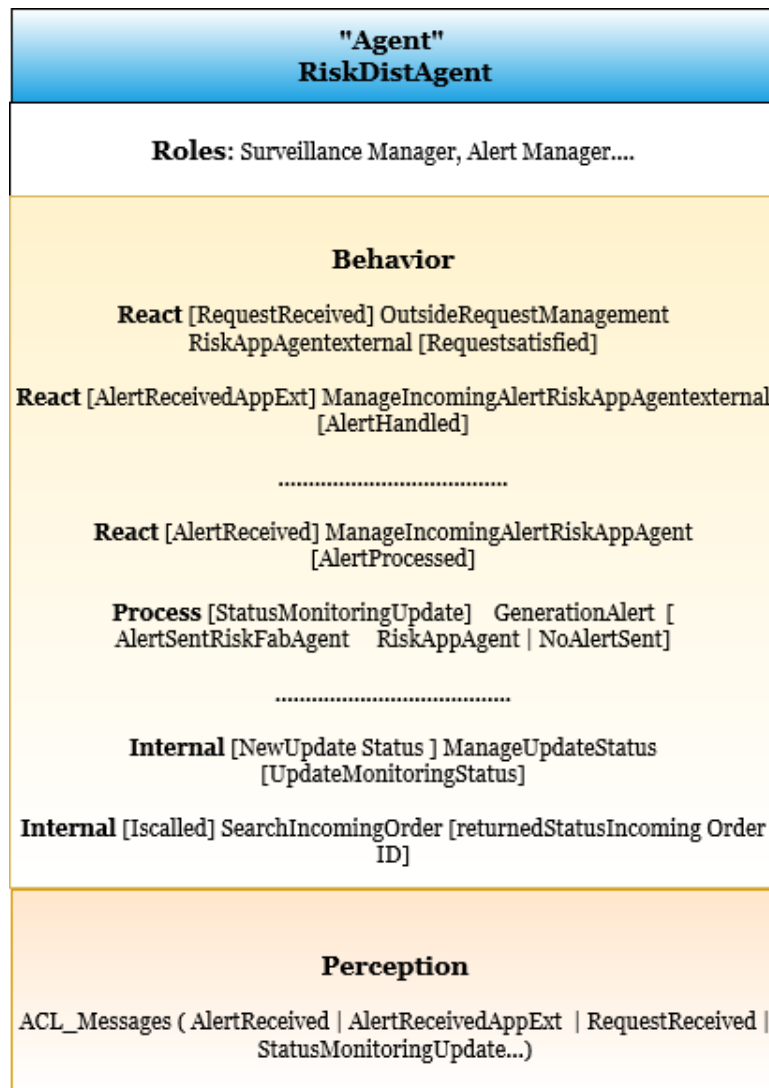 "Agent"
RiskDistAgent
Roles: Surveillance Manager, Alert Manager....
Behavior
React [RequestReceived] OutsideRequestManagement
RiskAppAgentexternal [Requestsatisfied]
React [AlertReceivedAppExt] ManageIncomingAlertRiskAppAgentexternal
[AlertHandled]
......................................
React [AlertReceived] ManageIncomingAlertRiskAppAgent
[AlertProcessed]
Process [StatusMonitoringUpdate] GenerationAlert [
AlertSentRiskFabAgent RiskAppAgent | NoAlertSent]
.......................................
Internal [NewUpdate Status ] ManageUpdateStatus
[UpdateMonitoringStatus]
Internal [Iscalled] SearchIncomingOrder [returnedStatusIncoming Order
ID]
Perception
ACL_Messages ( AlertReceived | AlertReceivedAppExt | RequestReceived |
StatusMonitoringUpdate...)